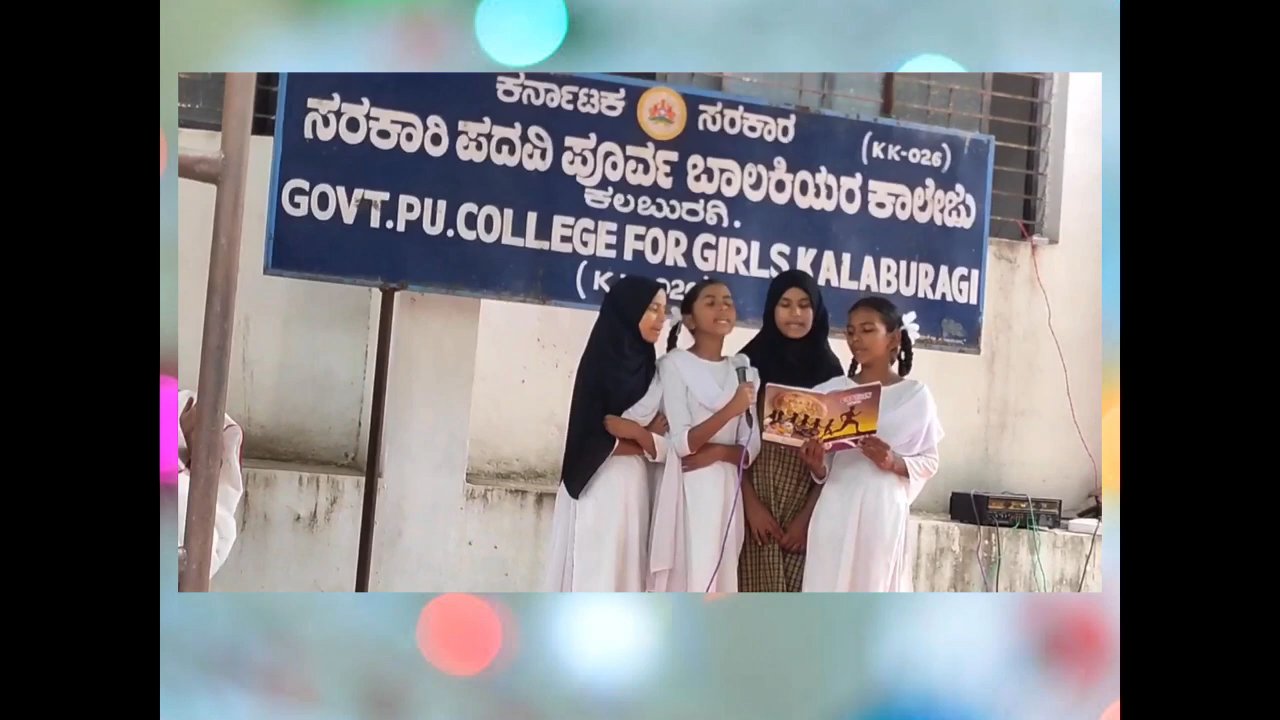 ಕರ್ನಾಟಕ ಸರಕಾರ
(KK-026)
ಸರಕಾರಿ ಪದವಿ ಪೂರ್ವ ಬಾಲಕಿಯರ ಕಾಲೇಜು
ಕಲಬುರಗಿ.
GOVT.PU.COLLEGE FOR GIRLS KALABURAGI